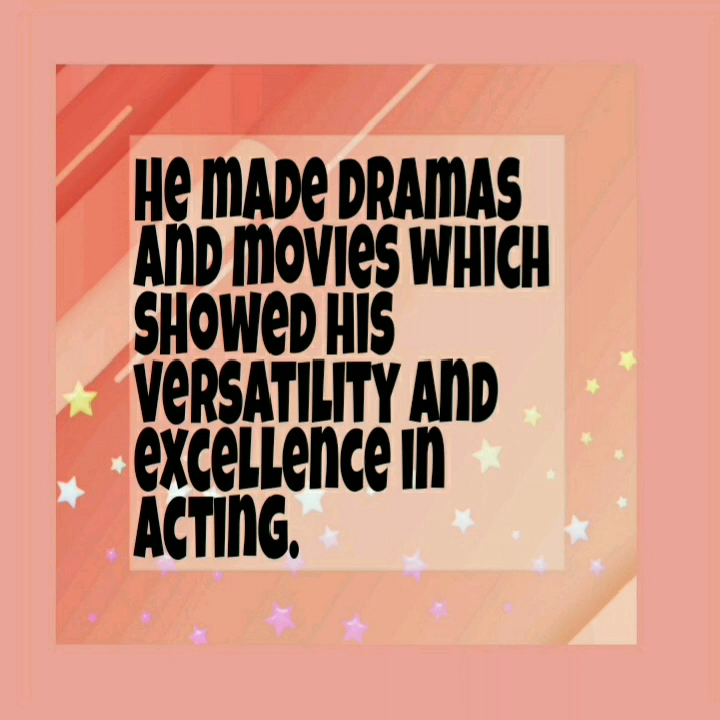 He made dramas
and movies which
showed his
versatility and
excellence in
acting.